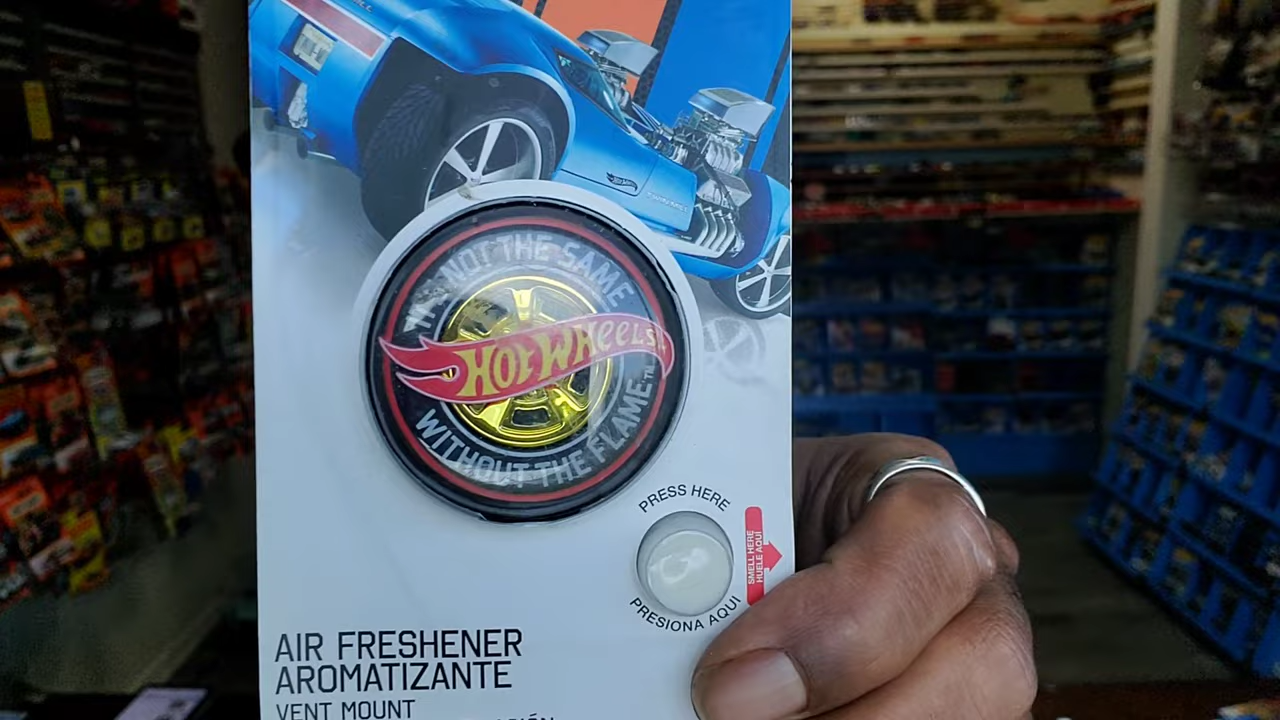 IT'S NOT THE SAME
HOT WHEELS
WITHOUT THE FLAME™
PRESS HERE
SMELL HERE
HUELE AQUÍ
PRESIONA AQUI
AIR FRESHENER
AROMATIZANTE
VENT MOUNT